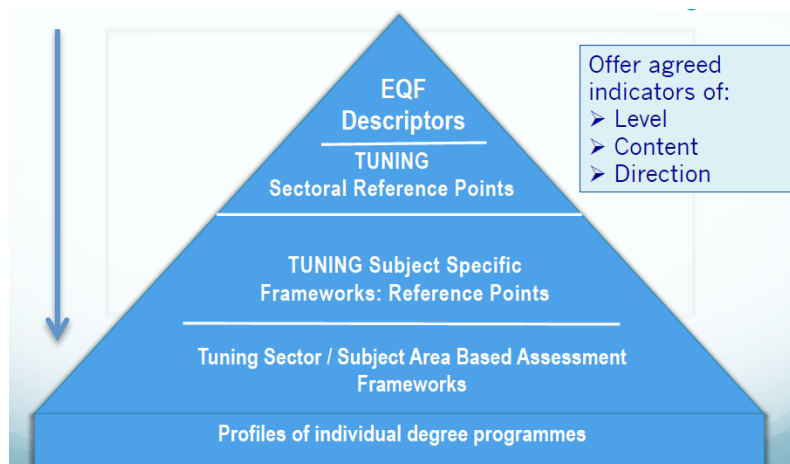 EQF
Descriptors
TUNING
Sectoral Reference Points
TUNING Subject Specific
Frameworks: Reference Points
Tuning Sector / Subject Area Based Assessment
Frameworks
Profiles of individual degree programmes
Offer agreed
indicators of:
➢ Level
➢ Content
➢ Direction